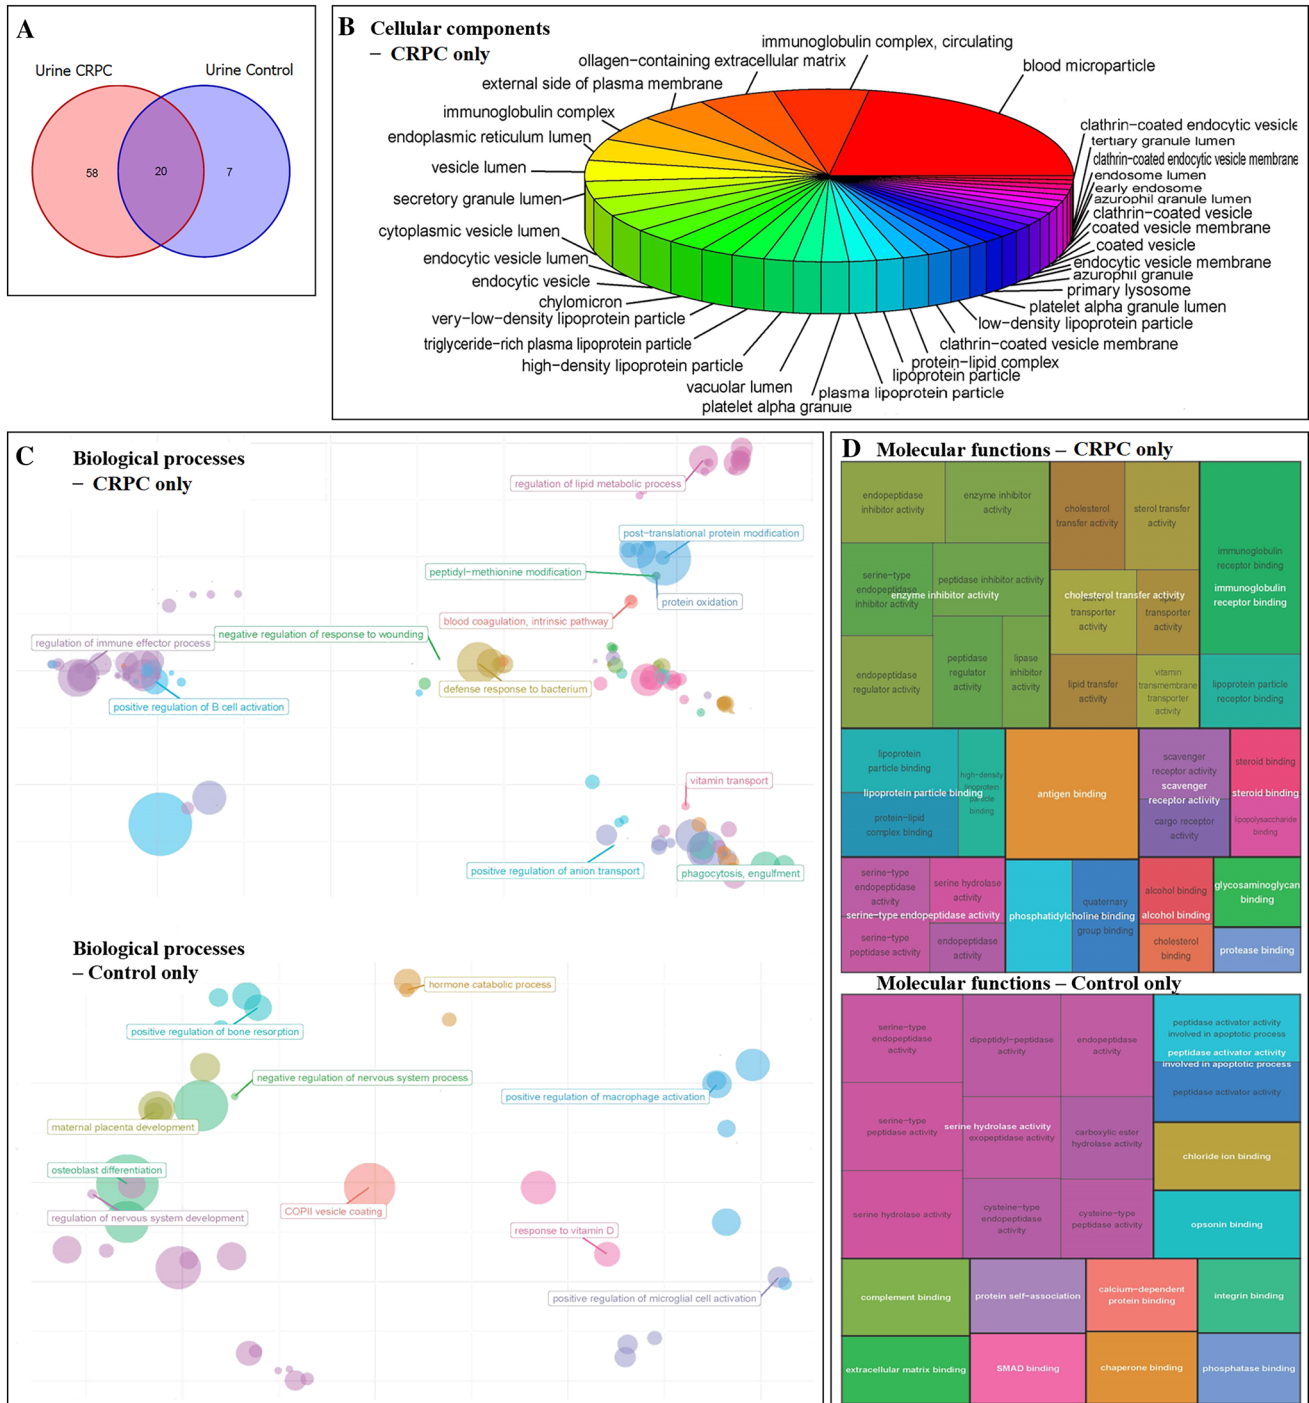 A
Urine CRPC
Urine Control
58
20
7
B Cellular components
– CRPC only
immunoglobulin complex, circulating
ollagen−containing extracellular matrix
blood microparticle
external side of plasma membrane
immunoglobulin complex
endoplasmic reticulum lumen
vesicle lumen
secretory granule lumen
cytoplasmic vesicle lumen
endocytic vesicle lumen
endocytic vesicle
chylomicron
very−low−density lipoprotein particle
triglyceride−rich plasma lipoprotein particle
high−density lipoprotein particle
vacuolar lumen
platelet alpha granule
clathrin−coated endocytic vesicle
tertiary granule lumen
clathrin−coated endocytic vesicle membrane
endosome lumen
early endosome
azurophil granule lumen
clathrin−coated vesicle
coated vesicle membrane
coated vesicle
endocytic vesicle membrane
azurophil granule
primary lysosome
platelet alpha granule lumen
low−density lipoprotein particle
clathrin−coated vesicle membrane
protein−lipid complex
lipoprotein particle
plasma lipoprotein particle
C
Biological processes
– CRPC only
regulation of lipid metabolic process
post−translational protein modification
peptidyl−methionine modification
protein oxidation
blood coagulation, intrinsic pathway
negative regulation of response to wounding
regulation of immune effector process
defense response to bacterium
positive regulation of B cell activation
vitamin transport
positive regulation of anion transport
phagocytosis, engulfment
Biological processes
– Control only
hormone catabolic process
positive regulation of bone resorption
negative regulation of nervous system process
positive regulation of macrophage activation
maternal placenta development
osteoblast differentiation
COPII vesicle coating
regulation of nervous system development
response to vitamin D
positive regulation of microglial cell activation
D Molecular functions – CRPC only
endopeptidase
inhibitor activity
enzyme inhibitor
activity
serine−type
endopeptidase
inhibitor activity
peptidase inhibitor activity
enzyme inhibitor activity
endopeptidase
regulator activity
peptidase
regulator
activity
lipase
inhibitor
activity
cholesterol
transfer activity
sterol transfer
activity
cholesterol transfer activity
transporter
activity
transporter
activity
lipid transfer
activity
vitamin
transmembrane
transporter
activity
immunoglobulin
receptor binding
immunoglobulin
receptor binding
lipoprotein particle
receptor binding
lipoprotein
particle binding
high−density
lipoprotein
particle
binding
lipoprotein particle binding
protein−lipid
complex binding
antigen binding
scavenger
receptor activity
scavenger
receptor activity
cargo receptor
activity
steroid binding
steroid binding
lipopolysaccharide
binding
serine−type
endopeptidase
activity
serine hydrolase
activity
serine−type endopeptidase activity
serine−type
peptidase activity
endopeptidase
activity
phosphatidylcholine binding
quaternary
group binding
alcohol binding
alcohol binding
cholesterol
binding
glycosaminoglycan
binding
protease binding
Molecular functions – Control only
serine−type
endopeptidase
activity
dipeptidyl−peptidase
activity
endopeptidase
activity
serine−type
peptidase activity
serine hydrolase activity
exopeptidase activity
carboxylic ester
hydrolase activity
serine hydrolase activity
cysteine−type
endopeptidase
activity
cysteine−type
peptidase activity
peptidase activator activity
involved in apoptotic process
peptidase activator activity
involved in apoptotic process
peptidase activator activity
chloride ion binding
opsonin binding
complement binding
protein self−association
calcium−dependent
protein binding
integrin binding
extracellular matrix binding
SMAD binding
chaperone binding
phosphatase binding